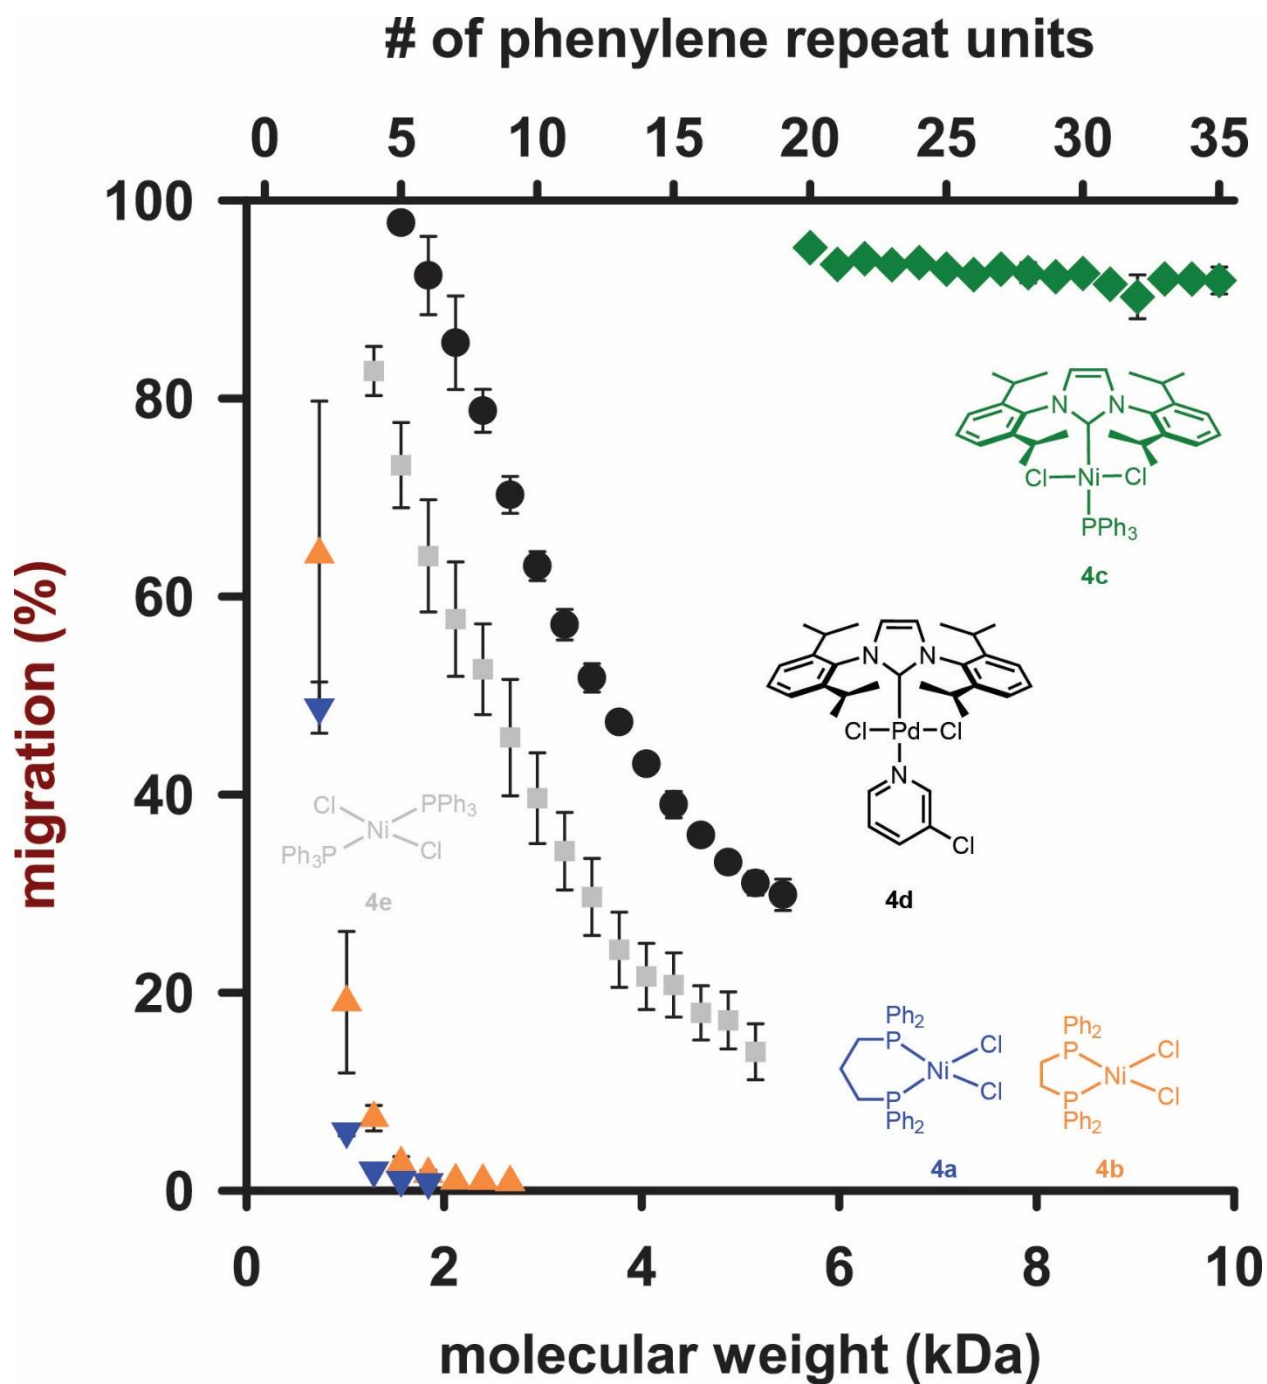 # of phenylene repeat units
0 5 10 15 20 25 30 35
100
80
60
40
20
0
migration (%)
N N
Cl Ni Cl
PPh3
4c
N N
Cl Pd Cl
N
Cl
4d
Cl PPh3
Ni
Ph3P Cl
4e
Ph2
P Cl
Ni
Cl
P
Ph2
4a
Ph2
P Cl
Ni
Cl
P
Ph2
4b
0 2 4 6 8 10
molecular weight (kDa)